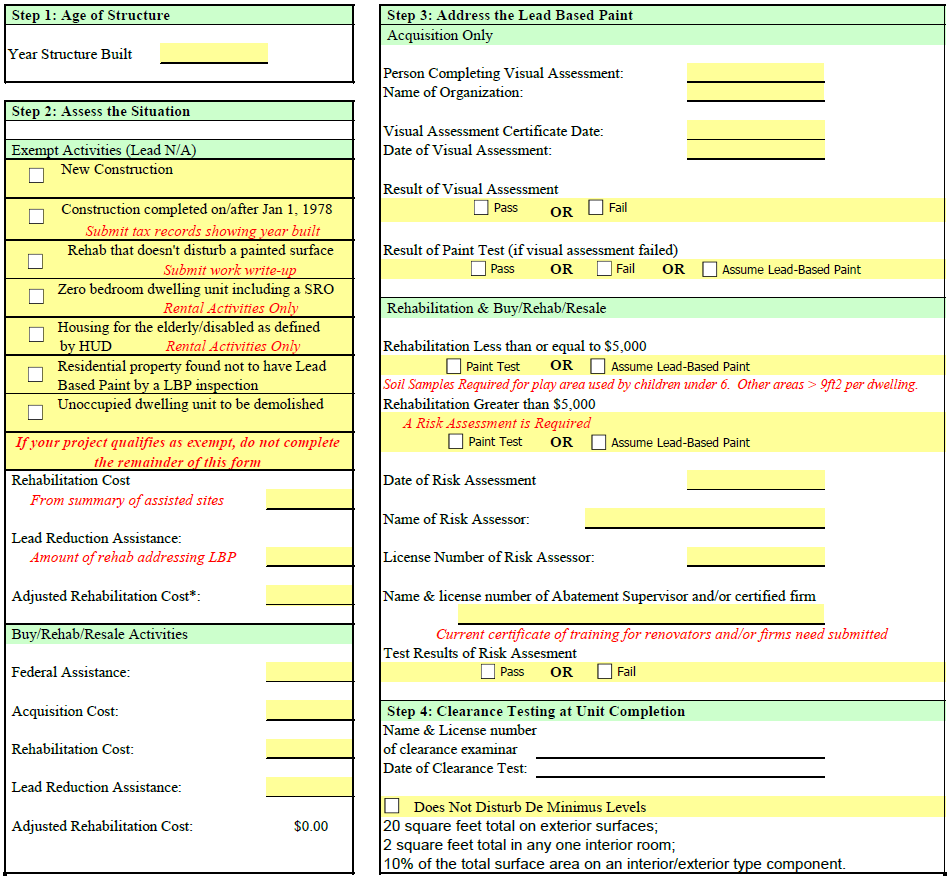 Step 1: Age of Structure
Year Structure Built
Step 2: Assess the Situation
Exempt Activities (Lead N/A)
New Construction
Construction completed on/after Jan 1, 1978
Submit tax records showing year built
Rehab that doesn't disturb a painted surface
Submit work write-up
Zero bedroom dwelling unit including a SRO
Rental Activities Only
Housing for the elderly/disabled as defined
by HUD Rental Activities Only
Residential property found not to have Lead
Based Paint by a LBP inspection
Unoccupied dwelling unit to be demolished
If your project qualifies as exempt, do not complete
the remainder of this form
Rehabilitation Cost
From summary of assisted sites
Lead Reduction Assistance:
Amount of rehab addressing LBP
Adjusted Rehabilitation Cost*:
Buy/Rehab/Resale Activities
Federal Assistance:
Acquisition Cost:
Rehabilitation Cost:
Lead Reduction Assistance:
Adjusted Rehabilitation Cost: $0.00
Step 3: Address the Lead Based Paint
Acquisition Only
Person Completing Visual Assessment:
Name of Organization:
Visual Assessment Certificate Date:
Date of Visual Assessment:
Result of Visual Assessment
Pass OR Fail
Result of Paint Test (if visual assessment failed)
Pass OR Fail OR Assume Lead-Based Paint
Rehabilitation & Buy/Rehab/Resale
Rehabilitation Less than or equal to $5,000
Paint Test OR Assume Lead-Based Paint
Soil Samples Required for play area used by children under 6. Other areas > 9ft2 per dwelling.
Rehabilitation Greater than $5,000
A Risk Assessment is Required
Paint Test OR Assume Lead-Based Paint
Date of Risk Assessment
Name of Risk Assessor:
License Number of Risk Assessor:
Name & license number of Abatement Supervisor and/or certified firm
Current certificate of training for renovators and/or firms need submitted
Test Results of Risk Assesment
Pass OR Fail
Step 4: Clearance Testing at Unit Completion
Name & License number
of clearance examinar
Date of Clearance Test:
Does Not Disturb De Minimus Levels
20 square feet total on exterior surfaces;
2 square feet total in any one interior room;
10% of the total surface area on an interior/exterior type component.